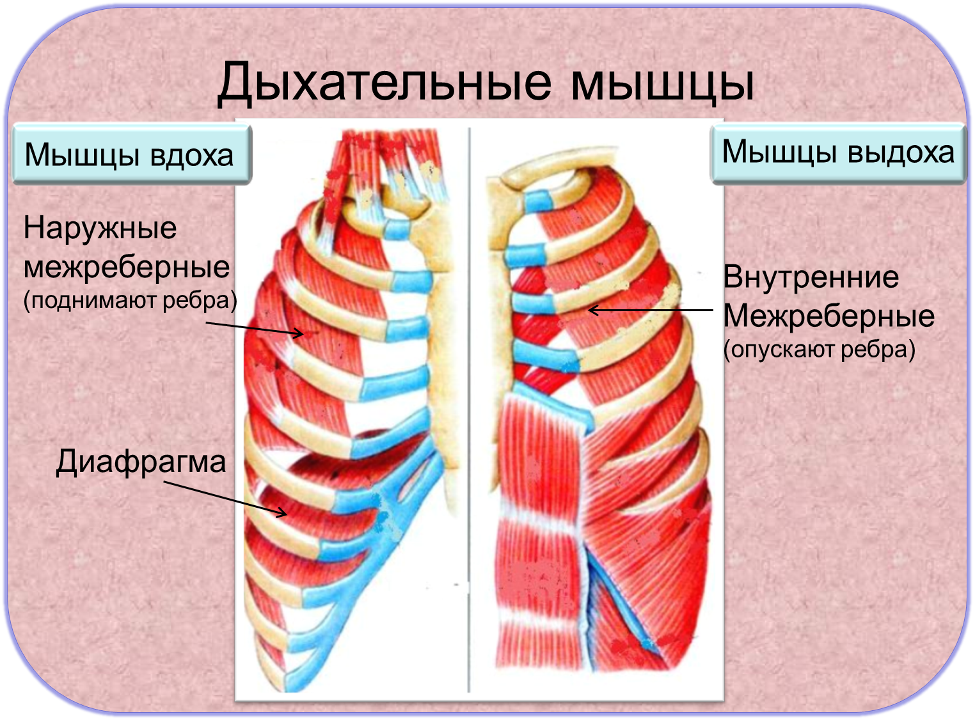 Дыхательные мышцы
Мышцы вдоха
Мышцы выдоха
Наружные
межреберные
(поднимают ребра)
Диафрагма
Внутренние
Межреберные
(опускают ребра)